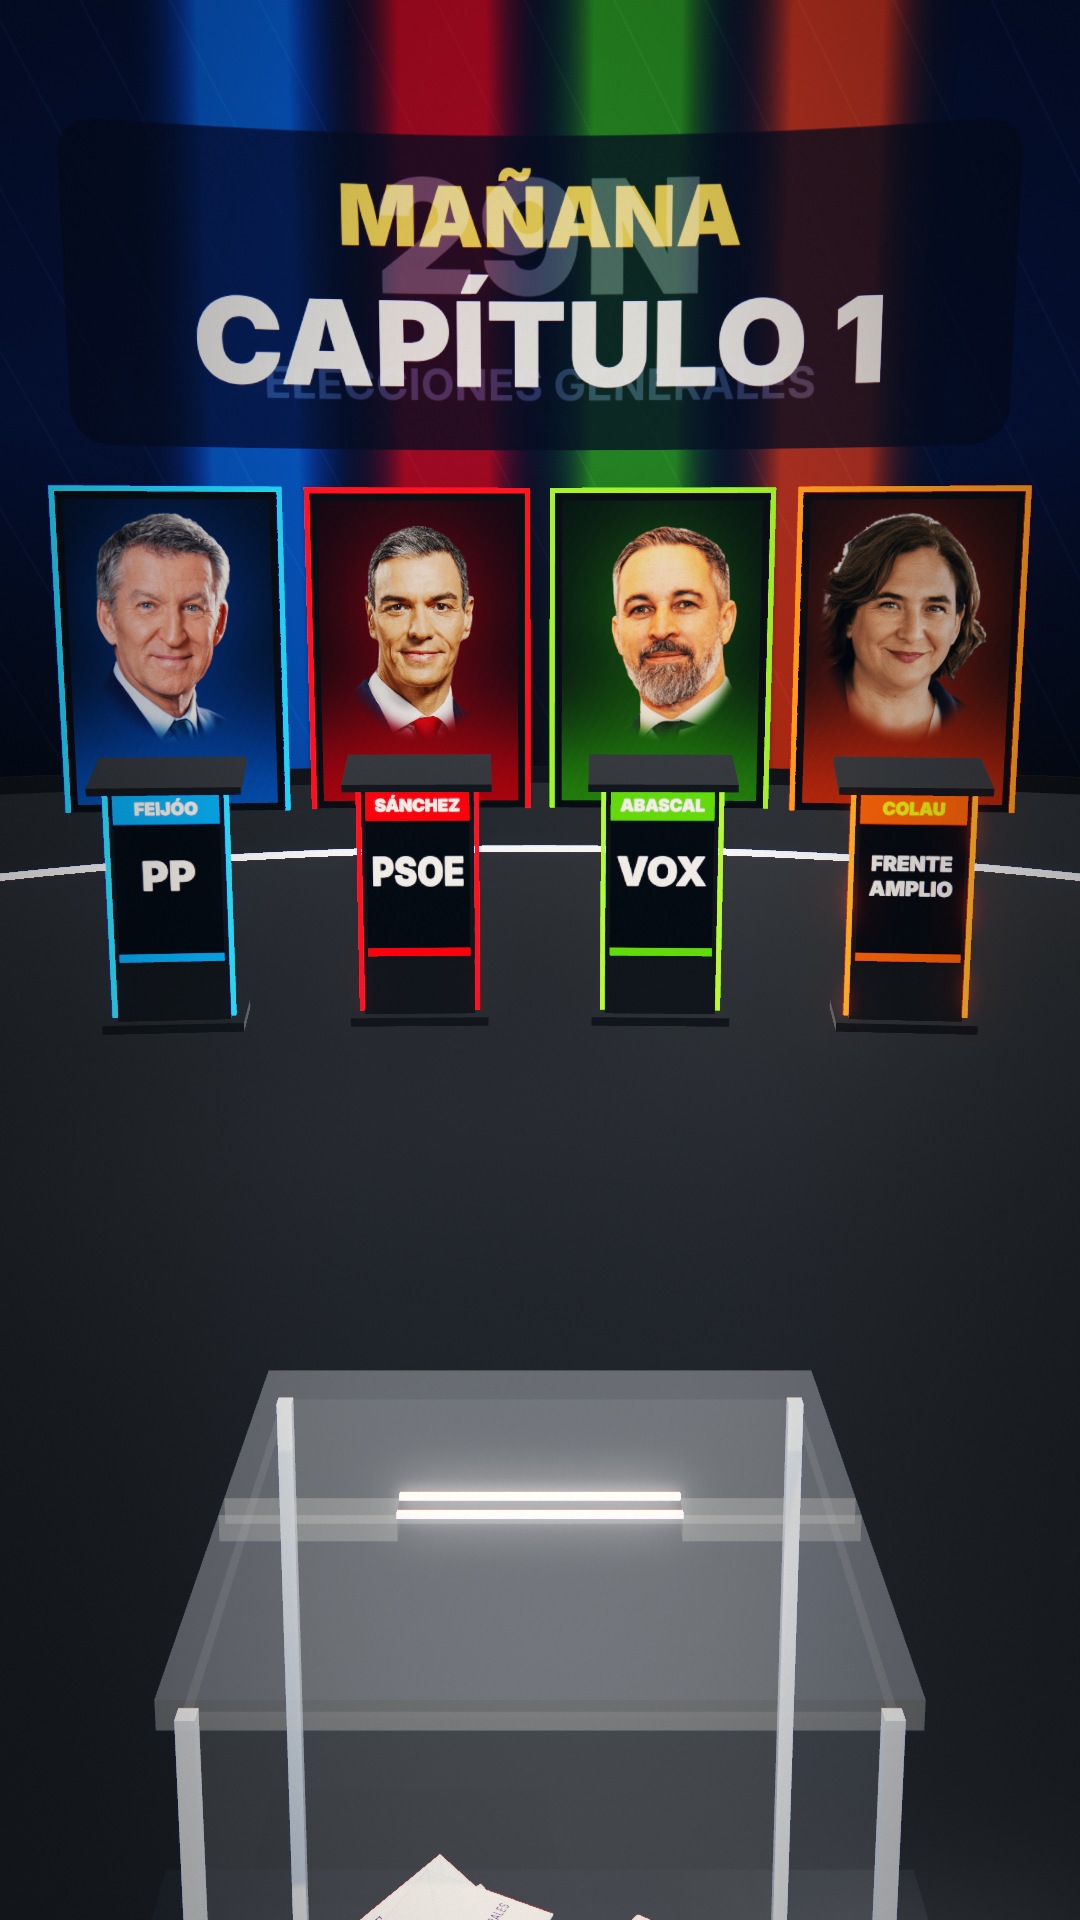 29N
MAÑANA
CAPÍTULO 1
ELECCIONES GENERALES
FEIJÓO
SÁNCHEZ
ABASCAL
COLAU
PP
PSOE
VOX
FRENTE
AMPLIO